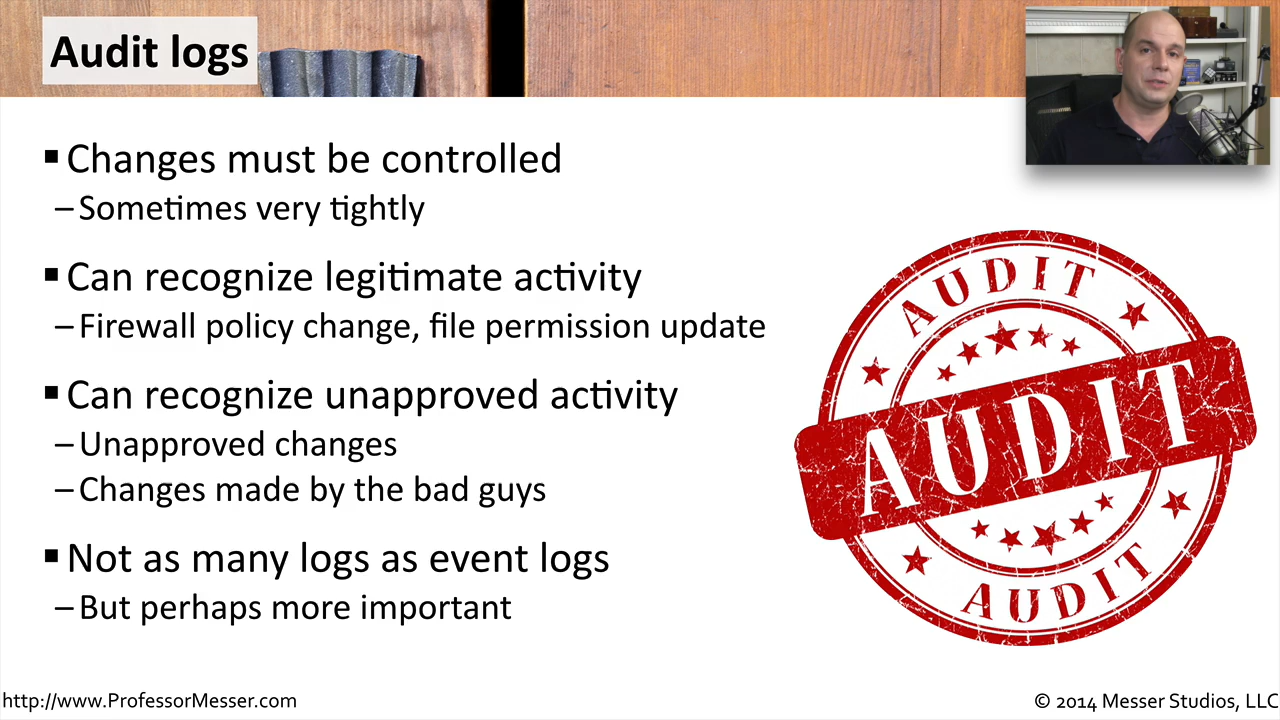 Audit logs
▪ Changes must be controlled
– Sometimes very tightly
▪ Can recognize legitimate activity
– Firewall policy change, file permission update
▪ Can recognize unapproved activity
– Unapproved changes
– Changes made by the bad guys
▪ Not as many logs as event logs
– But perhaps more important
AUDIT
AUDIT
AUDIT
http://www.ProfessorMesser.com
© 2014 Messer Studios, LLC